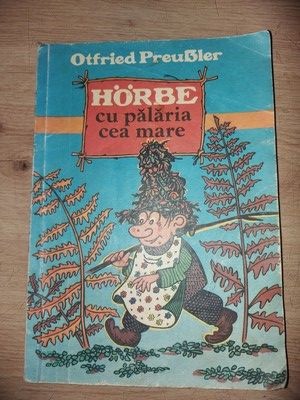 Otfried Preußler
HÖRBE
cu pălăria
cea mare